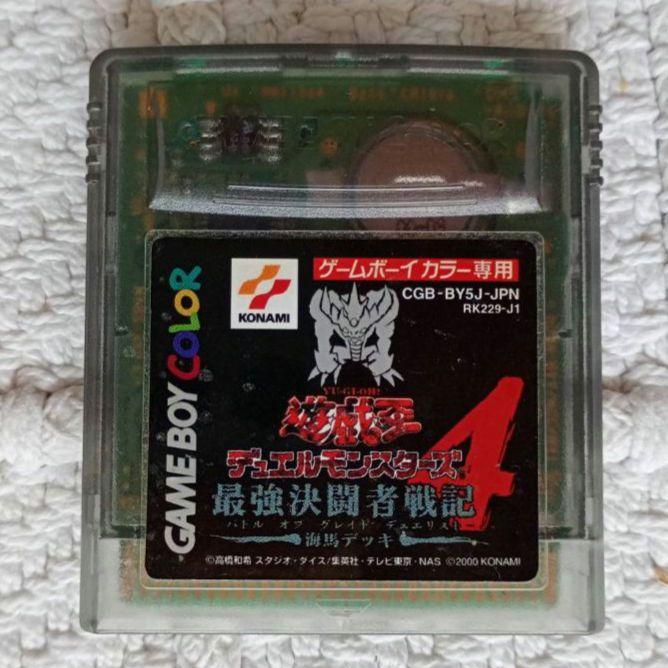 GAME BOY COLOR
KONAMI
ゲームボーイカラー専用
CGB-BY5J-JPN
RK229-J1
YU-GI-OH!
遊戯王
デュエルモンスターズ
4
最強決闘者戦記
バトル オブ グレイド デュエリスト
海馬デッキ
©高橋和希 スタジオ・ダイス/集英社・テレビ東京・NAS ©2000 KONAMI